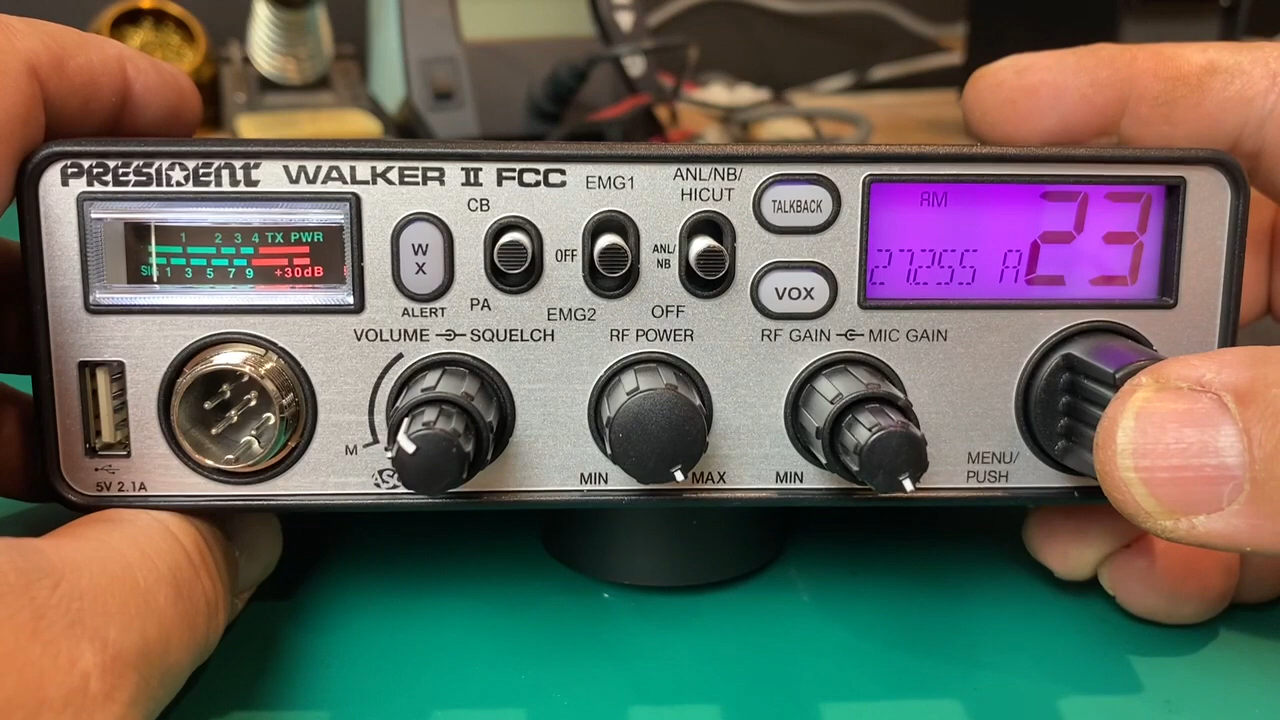 PRESIDENT WALKER II FCC
1 2 3 4 TX PWR
SIG 1 3 5 7 9 +30dB
WX
ALERT
CB
PA
EMG1
OFF
EMG2
ANL/NB/
HICUT
ANL/
NB
OFF
TALKBACK
VOX
AM
23
27.255 A
5V 2.1A
VOLUME SQUELCH
M
ASC
RF POWER
MIN MAX
RF GAIN MIC GAIN
MIN
MENU/
PUSH